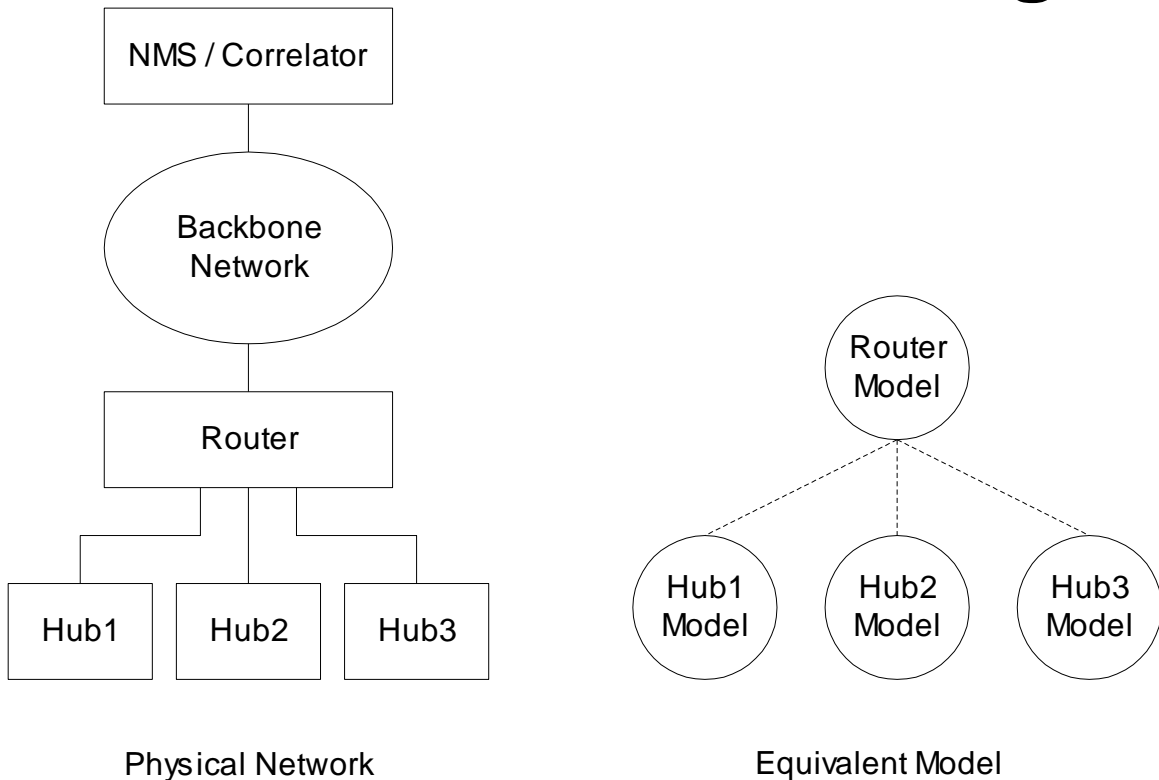 NMS / Correlator
Backbone
Network
Router
Hub1
Hub2
Hub3
Physical Network
Router
Model
Hub1
Model
Hub2
Model
Hub3
Model
Equivalent Model